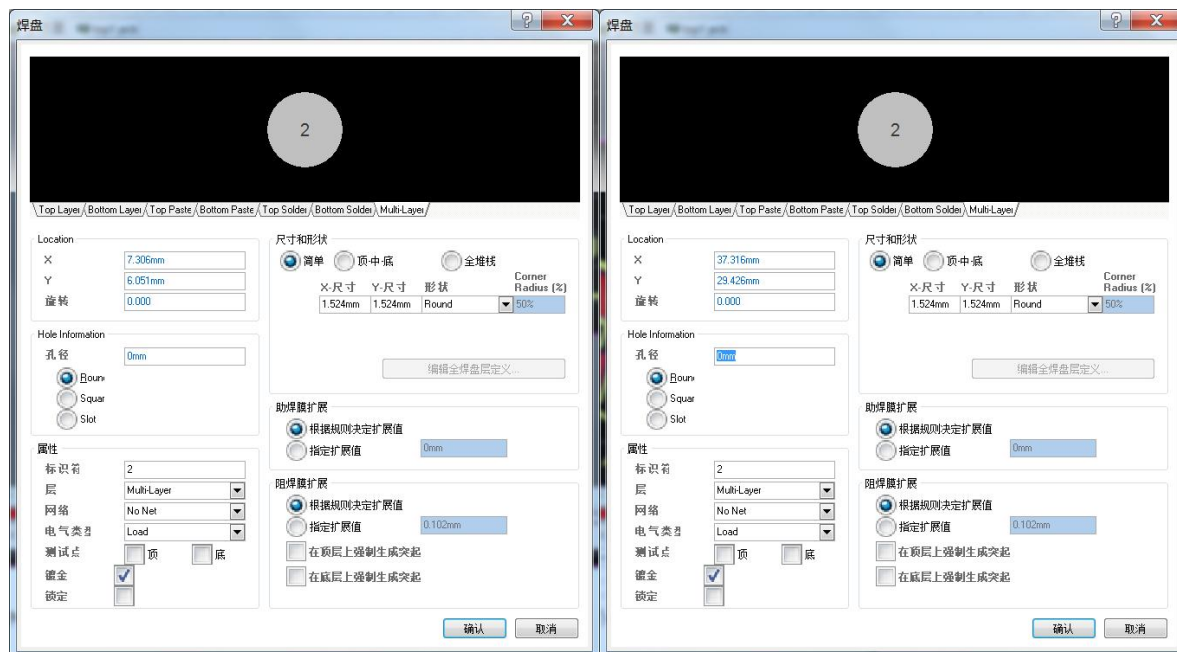 焊盘
2
Top Layer Bottom Layer Top Paste Bottom Paste Top Solder Bottom Solder Multi-Layer
Location
X 7.306mm
Y 6.051mm
旋转 0.000
Hole Information
孔径 0mm
Roun
Squar
Slot
属性
标识符 2
层 Multi-Layer
网络 No Net
电气类型 Load
测试点 顶 底
镀金
锁定
尺寸和形状
简单 顶-中-底 全堆栈
X-尺寸 Y-尺寸 形状 Corner Radius (%)
1.524mm 1.524mm Round 50%
编辑全焊盘层定义...
助焊膜扩展
根据规则决定扩展值
指定扩展值 0mm
阻焊膜扩展
根据规则决定扩展值
指定扩展值 0.102mm
在顶层上强制生成突起
在底层上强制生成突起
确认 取消
焊盘
2
Top Layer Bottom Layer Top Paste Bottom Paste Top Solder Bottom Solder Multi-Layer
Location
X 37.316mm
Y 29.426mm
旋转 0.000
Hole Information
孔径 0mm
Roun
Squar
Slot
属性
标识符 2
层 Multi-Layer
网络 No Net
电气类型 Load
测试点 顶 底
镀金
锁定
尺寸和形状
简单 顶-中-底 全堆栈
X-尺寸 Y-尺寸 形状 Corner Radius (%)
1.524mm 1.524mm Round 50%
编辑全焊盘层定义...
助焊膜扩展
根据规则决定扩展值
指定扩展值 0mm
阻焊膜扩展
根据规则决定扩展值
指定扩展值 0.102mm
在顶层上强制生成突起
在底层上强制生成突起
确认 取消